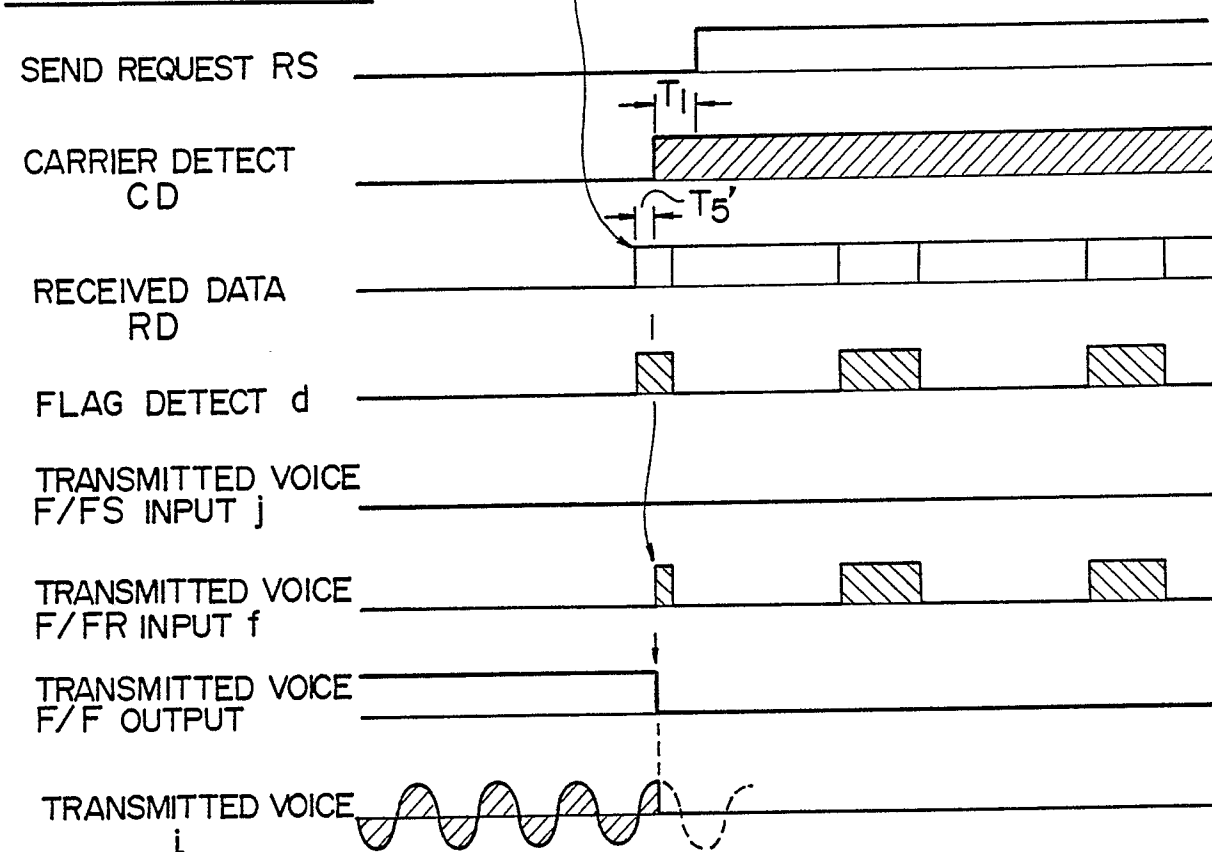 SEND REQUEST RS
T1
CARRIER DETECT
CD
T5'
RECEIVED DATA
RD
FLAG DETECT d
TRANSMITTED VOICE
F/FS INPUT j
TRANSMITTED VOICE
F/FR INPUT f
TRANSMITTED VOICE
F/F OUTPUT
TRANSMITTED VOICE
i